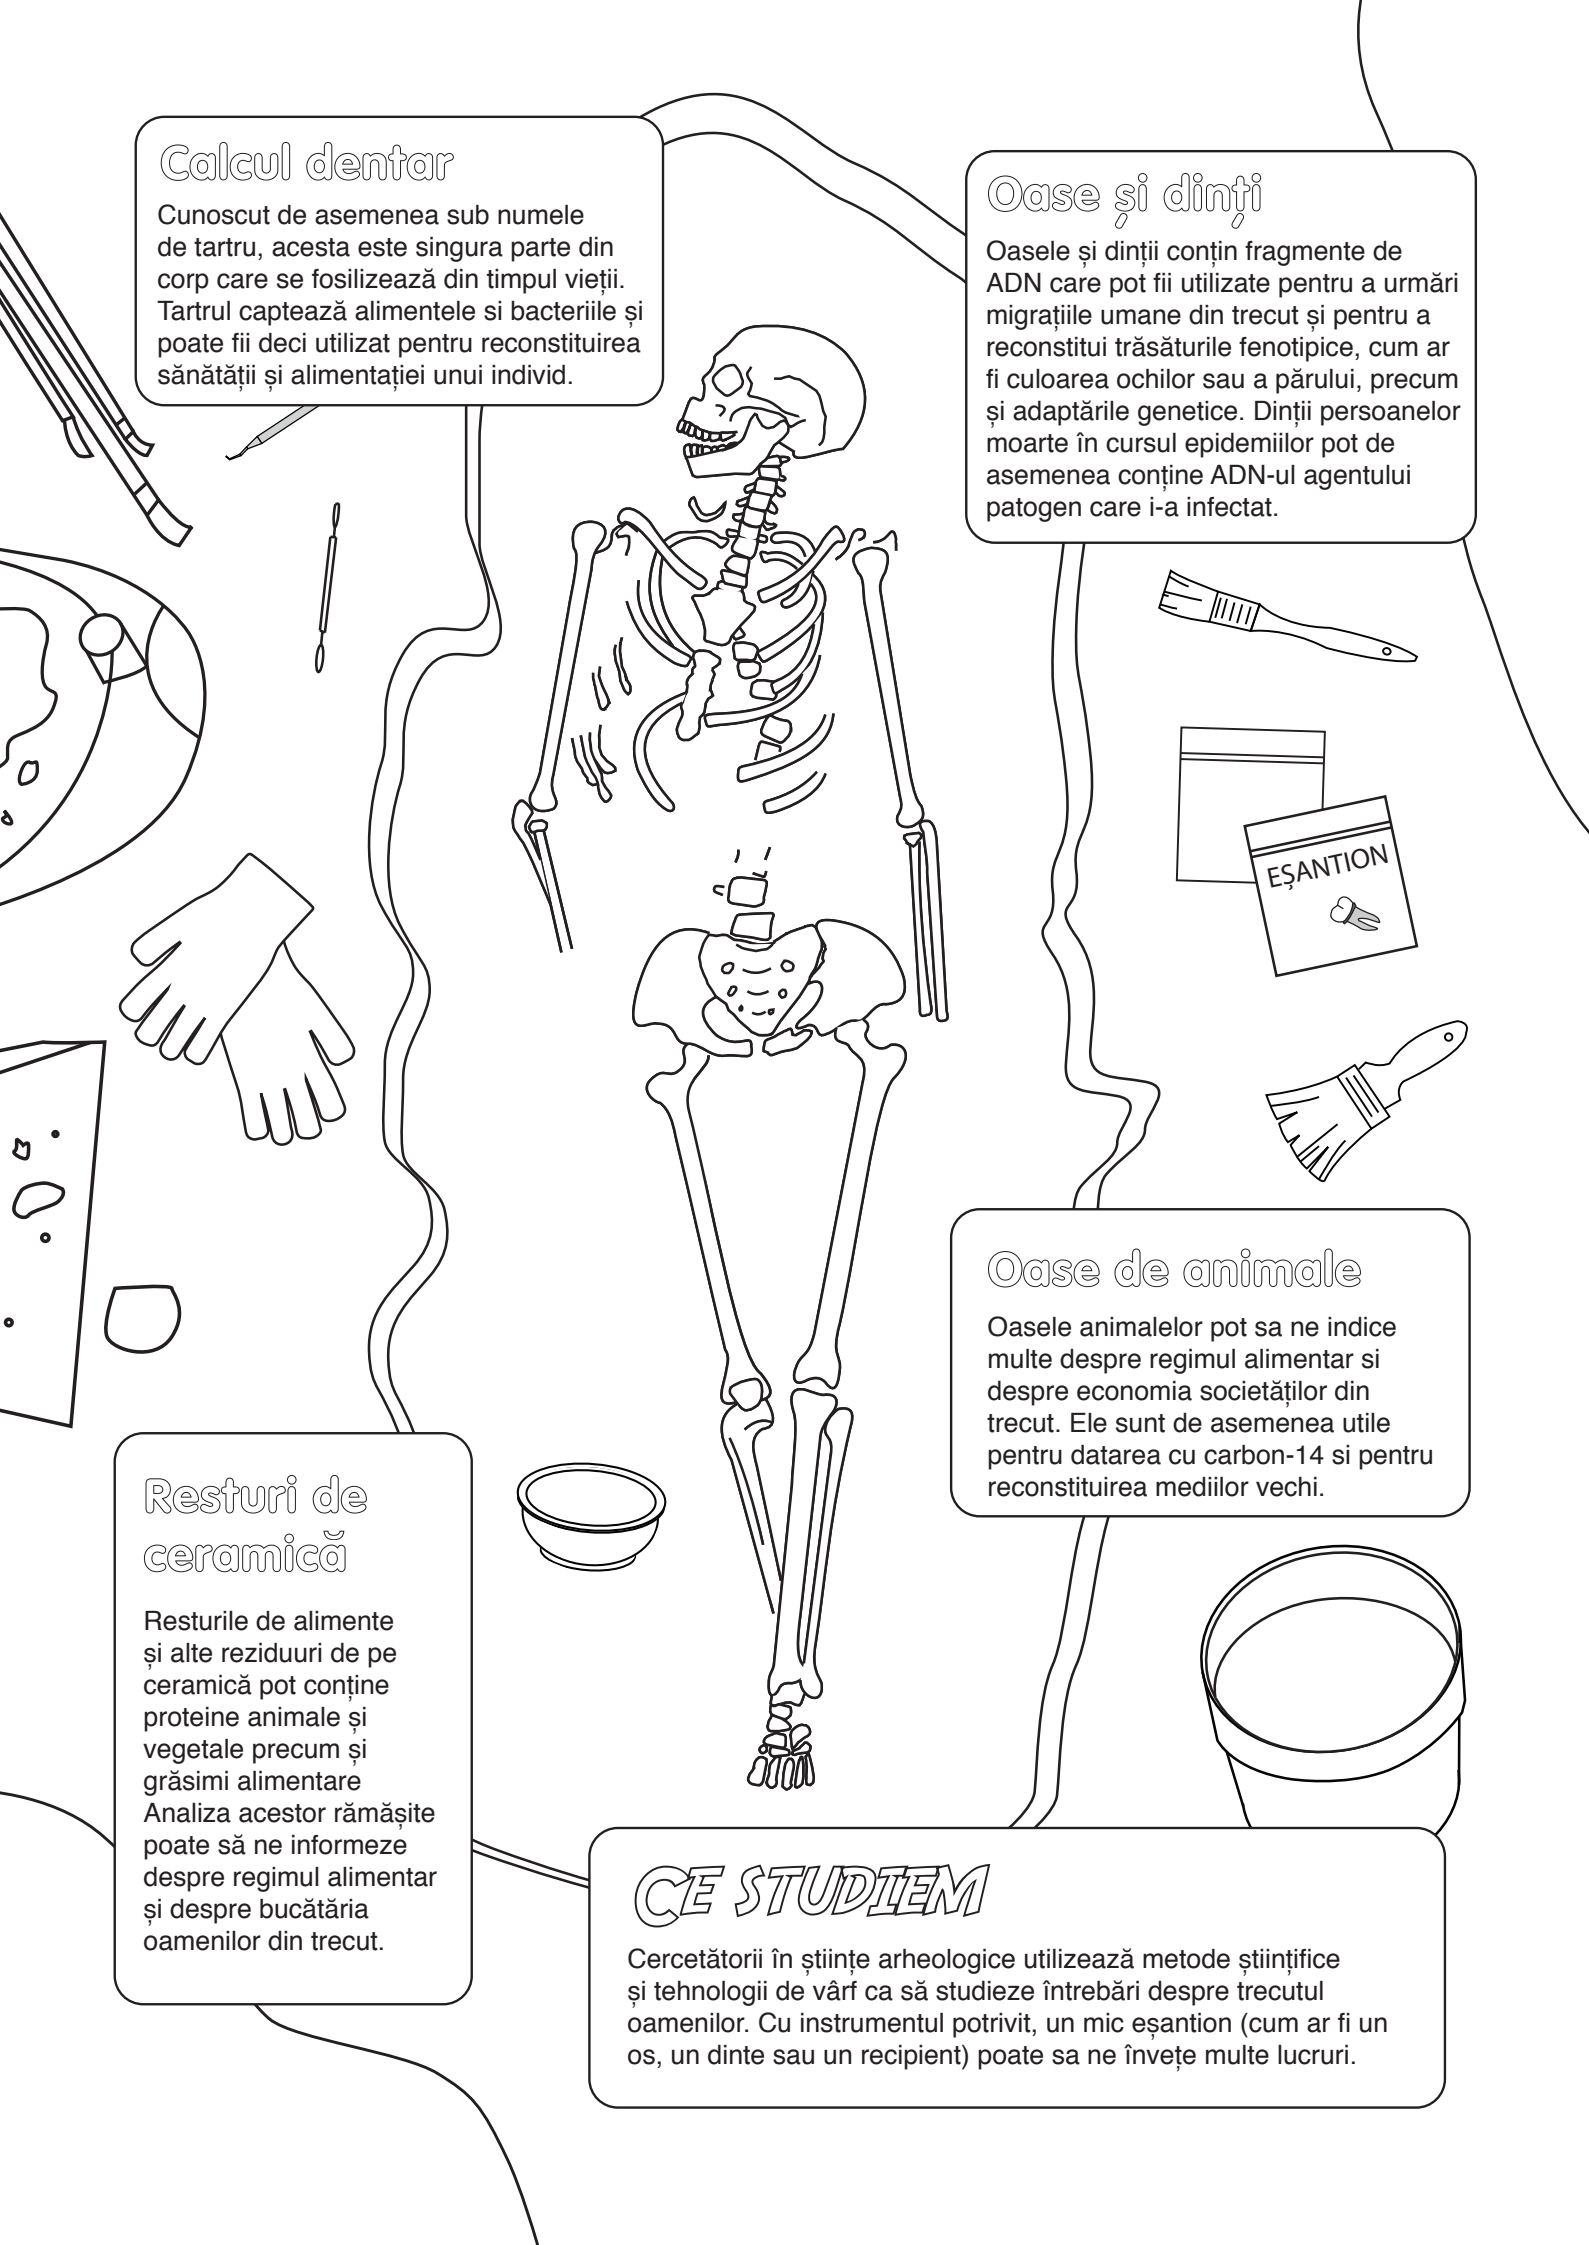 Calcul dentar
Cunoscut de asemenea sub numele
de tartru, acesta este singura parte din
corp care se fosilizează din timpul vieții.
Tartrul captează alimentele si bacteriile și
poate fii deci utilizat pentru reconstituirea
sănătății și alimentației unui individ.
Oase și dinți
Oasele și dinții conțin fragmente de
ADN care pot fii utilizate pentru a urmări
migrațiile umane din trecut și pentru a
reconstitui trăsăturile fenotipice, cum ar
fi culoarea ochilor sau a părului, precum
și adaptările genetice. Dinții persoanelor
moarte în cursul epidemiilor pot de
asemenea conține ADN-ul agentului
patogen care i-a infectat.
EȘANTION
Oase de animale
Oasele animalelor pot sa ne indice
multe despre regimul alimentar si
despre economia societăților din
trecut. Ele sunt de asemenea utile
pentru datarea cu carbon-14 si pentru
reconstituirea mediilor vechi.
Resturi de
ceramică
Resturile de alimente
și alte reziduuri de pe
ceramică pot conține
proteine animale și
vegetale precum și
grăsimi alimentare
Analiza acestor rămășite
poate să ne informeze
despre regimul alimentar
și despre bucătăria
oamenilor din trecut.
CE STUDIEM
Cercetătorii în științe arheologice utilizează metode științifice
și tehnologii de vârf ca să studieze întrebări despre trecutul
oamenilor. Cu instrumentul potrivit, un mic eșantion (cum ar fi un
os, un dinte sau un recipient) poate sa ne învețe multe lucruri.